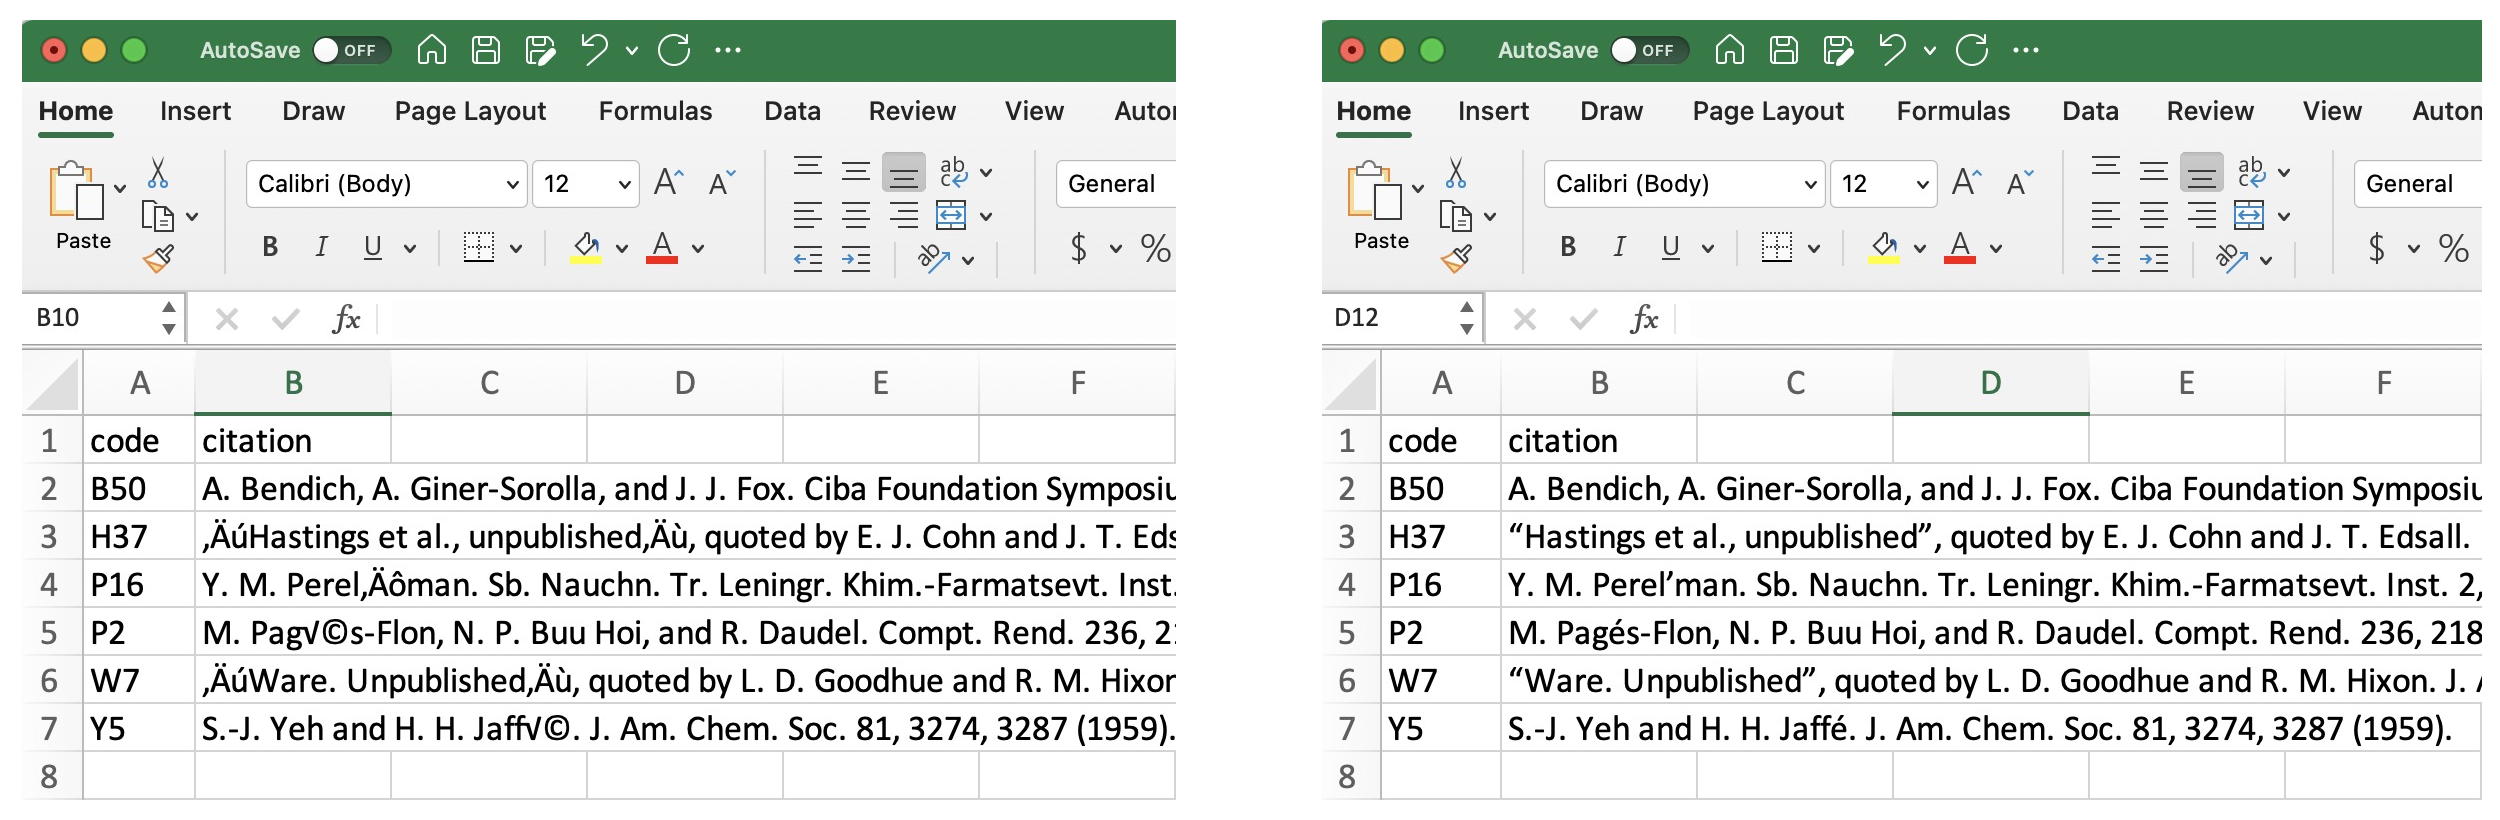 AutoSave OFF
Home Insert Draw Page Layout Formulas Data Review View Autor
Paste
Calibri (Body) 12 A A ab c General
B I U A ab $ %
B10 fx
A B C D E F
1 code citation
2 B50 A. Bendich, A. Giner-Sorolla, and J. J. Fox. Ciba Foundation Symposiu
3 H37 ‚ÄúHastings et al., unpublished‚Äù, quoted by E. J. Cohn and J. T. Eds
4 P16 Y. M. Perel‚Äôman. Sb. Nauchn. Tr. Leningr. Khim.-Farmatsevt. Inst.
5 P2 M. Pag√©s-Flon, N. P. Buu Hoi, and R. Daudel. Compt. Rend. 236, 21
6 W7 ‚ÄúWare. Unpublished‚Äù, quoted by L. D. Goodhue and R. M. Hixon
7 Y5 S.-J. Yeh and H. H. Jaff√©. J. Am. Chem. Soc. 81, 3274, 3287 (1959).
8
AutoSave OFF
Home Insert Draw Page Layout Formulas Data Review View Autom
Paste
Calibri (Body) 12 A A ab c General
B I U A ab $ %
D12 fx
A B C D E F
1 code citation
2 B50 A. Bendich, A. Giner-Sorolla, and J. J. Fox. Ciba Foundation Symposiu
3 H37 “Hastings et al., unpublished”, quoted by E. J. Cohn and J. T. Edsall.
4 P16 Y. M. Perel’man. Sb. Nauchn. Tr. Leningr. Khim.-Farmatsevt. Inst. 2,
5 P2 M. Pagés-Flon, N. P. Buu Hoi, and R. Daudel. Compt. Rend. 236, 218
6 W7 “Ware. Unpublished”, quoted by L. D. Goodhue and R. M. Hixon. J. A
7 Y5 S.-J. Yeh and H. H. Jaffé. J. Am. Chem. Soc. 81, 3274, 3287 (1959).
8